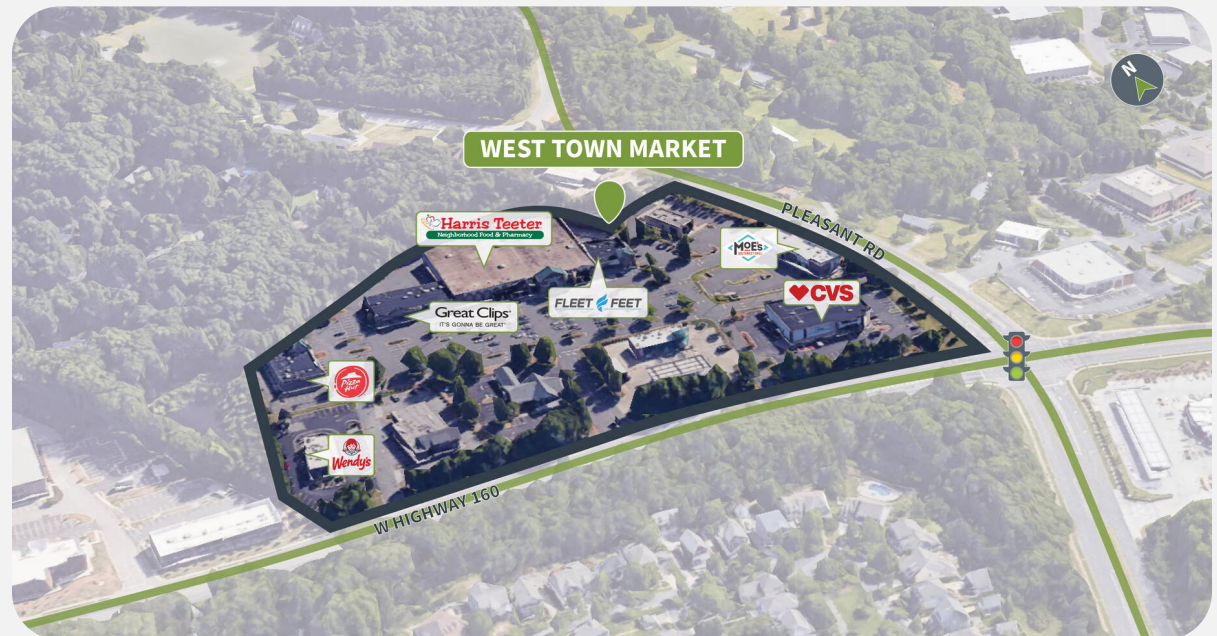 N
WEST TOWN MARKET
PLEASANT RD
Harris Teeter
Neighborhood Food & Pharmacy
MOE'S
SOUTHWEST GRILL
CVS
FLEET FEET
Great Clips®
IT'S GONNA BE GREAT®
Pizza
Hut
Wendy's
W HIGHWAY 160